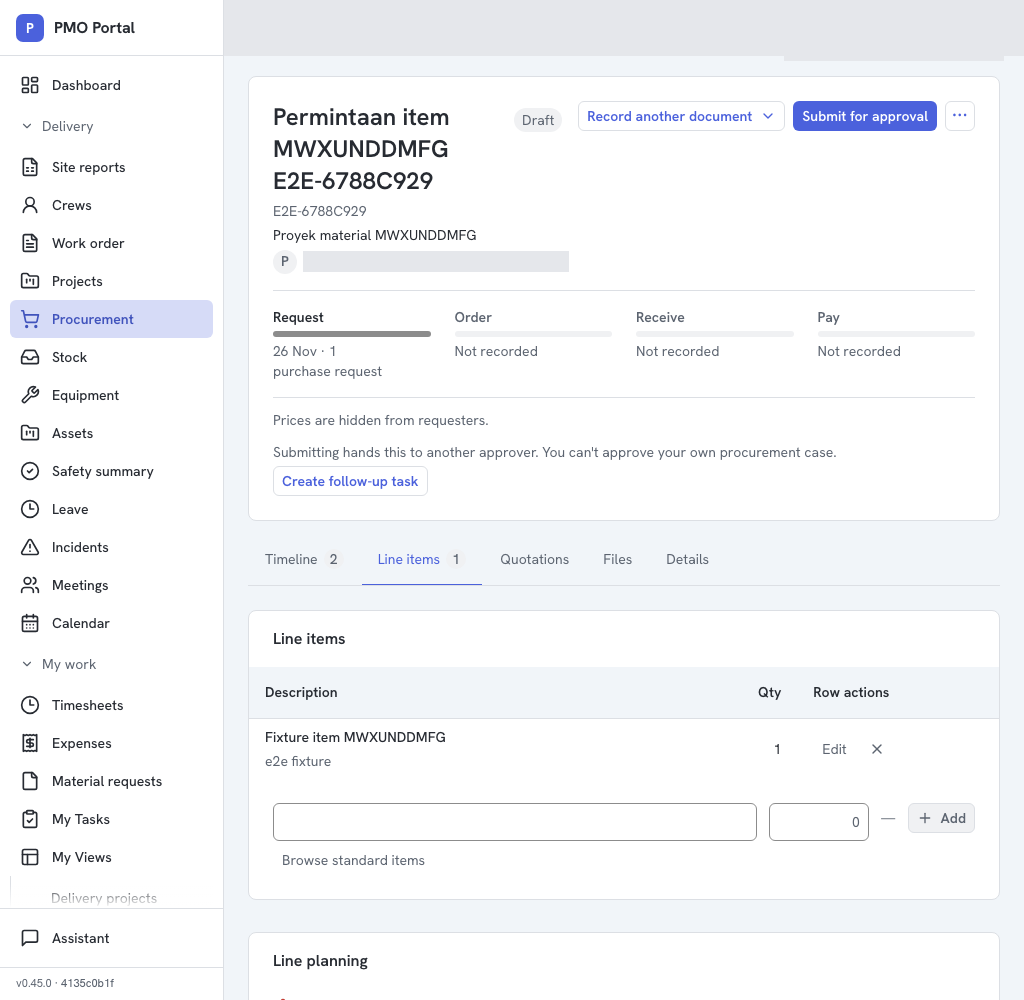 P PMO Portal
Dashboard
Delivery
Site reports
Crews
Work order
Projects
Procurement
Stock
Equipment
Assets
Safety summary
Leave
Incidents
Meetings
Calendar
My work
Timesheets
Expenses
Material requests
My Tasks
My Views
Delivery projects
Assistant
v0.45.0 · 4135c0b1f
Permintaan item
MWXUNDDMFG
E2E-6788C929
Draft
Record another document
Submit for approval
E2E-6788C929
Proyek material MWXUNDDMFG
P
Request Order Receive Pay
26 Nov · 1 Not recorded Not recorded Not recorded
purchase request
Prices are hidden from requesters.
Submitting hands this to another approver. You can't approve your own procurement case.
Create follow-up task
Timeline 2 Line items 1 Quotations Files Details
Line items
Description Qty Row actions
Fixture item MWXUNDDMFG
e2e fixture
1 Edit
0 — Add
Browse standard items
Line planning